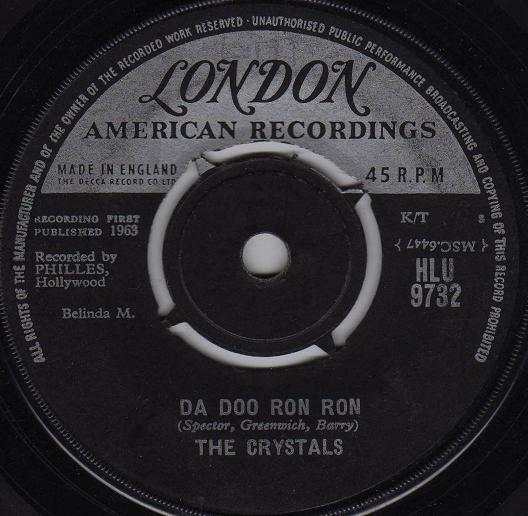 ALL RIGHTS OF THE MANUFACTURER AND OF THE OWNER OF THE RECORDED WORK RESERVED · UNAUTHORISED PUBLIC PERFORMANCE BROADCASTING AND COPYING OF THIS RECORD PROHIBITED
LONDON
AMERICAN RECORDINGS
MADE IN ENGLAND
THE DECCA RECORD CO LTD
45 R.P.M
RECORDING FIRST
PUBLISHED 1963
K/T
{ MSC.6447 }
Recorded by
PHILLES,
Hollywood
HLU
9732
Belinda M.
DA DOO RON RON
(Spector, Greenwich, Barry)
THE CRYSTALS